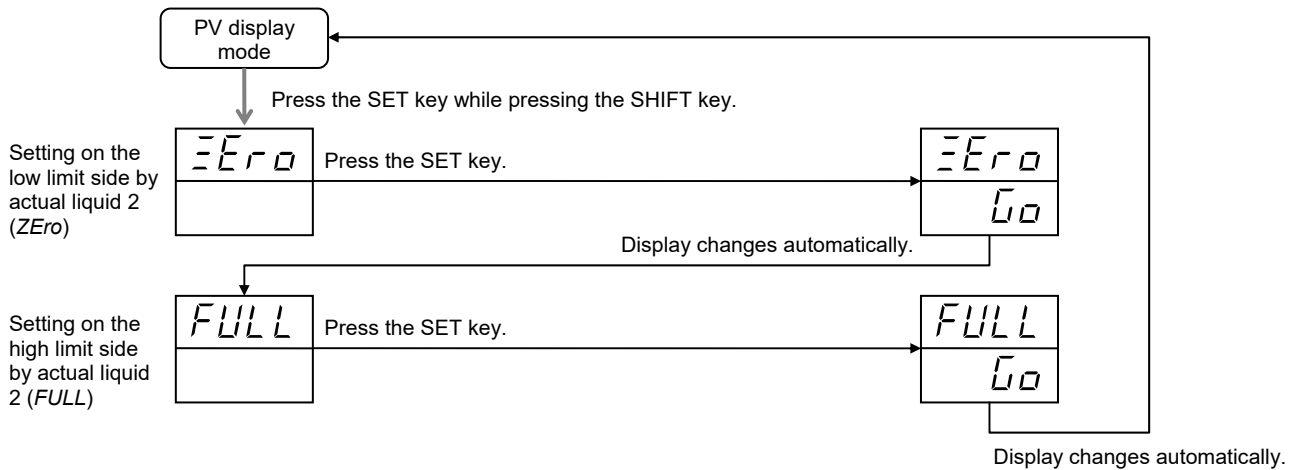 PV display
mode
Press the SET key while pressing the SHIFT key.
Setting on the
low limit side by
actual liquid 2
(ZEro)
ZEro
Press the SET key.
ZEro
Go
Display changes automatically.
Setting on the
high limit side
by actual liquid
2 (FULL)
FULL
Press the SET key.
FULL
Go
Display changes automatically.